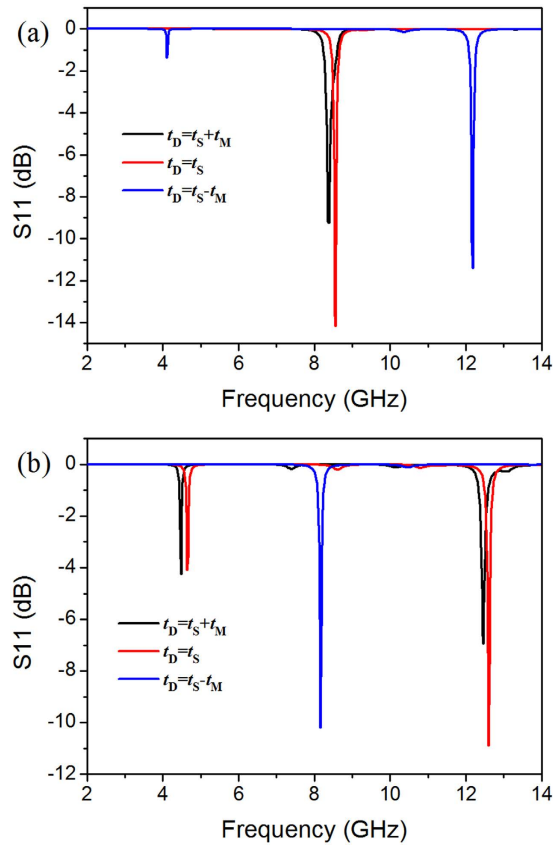 (a)
0
-2
-4
-6
-8
-10
-12
-14
S11 (dB)
tD=tS+tM
tD=tS
tD=tS-tM
2 4 6 8 10 12 14
Frequency (GHz)
(b)
0
-2
-4
-6
-8
-10
-12
S11 (dB)
tD=tS+tM
tD=tS
tD=tS-tM
2 4 6 8 10 12 14
Frequency (GHz)